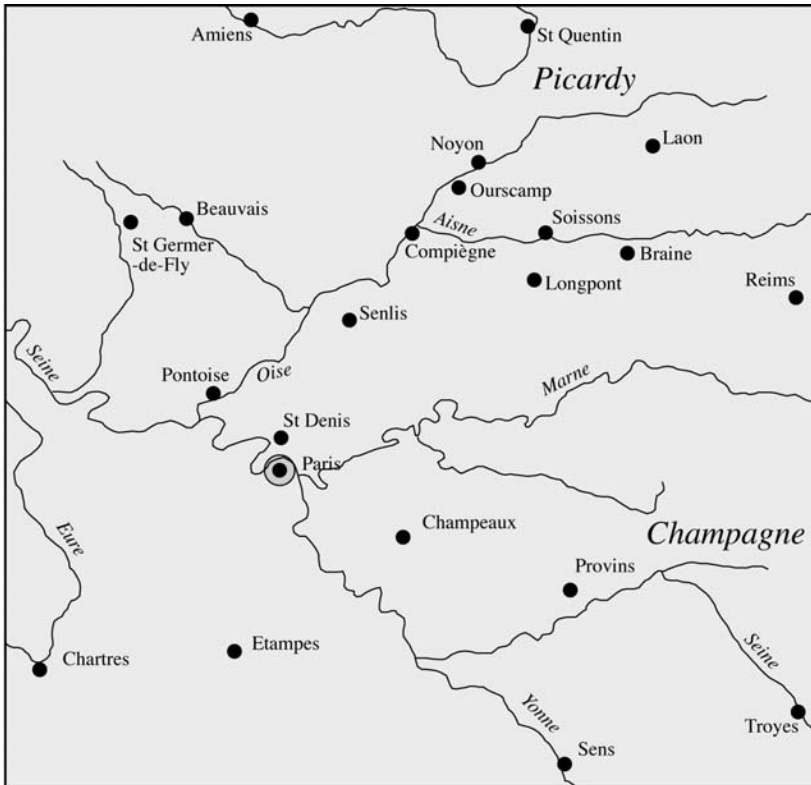 Amiens
St Quentin
Picardy
Noyon
Laon
Ourscamp
Beauvais
Aisne
Soissons
St Germer
-de-Fly
Compiègne
Braine
Longpont
Reims
Senlis
Seine
Pontoise
Oise
Marne
St Denis
Paris
Champeaux
Champagne
Eure
Provins
Etampes
Chartres
Seine
Yonne
Troyes
Sens